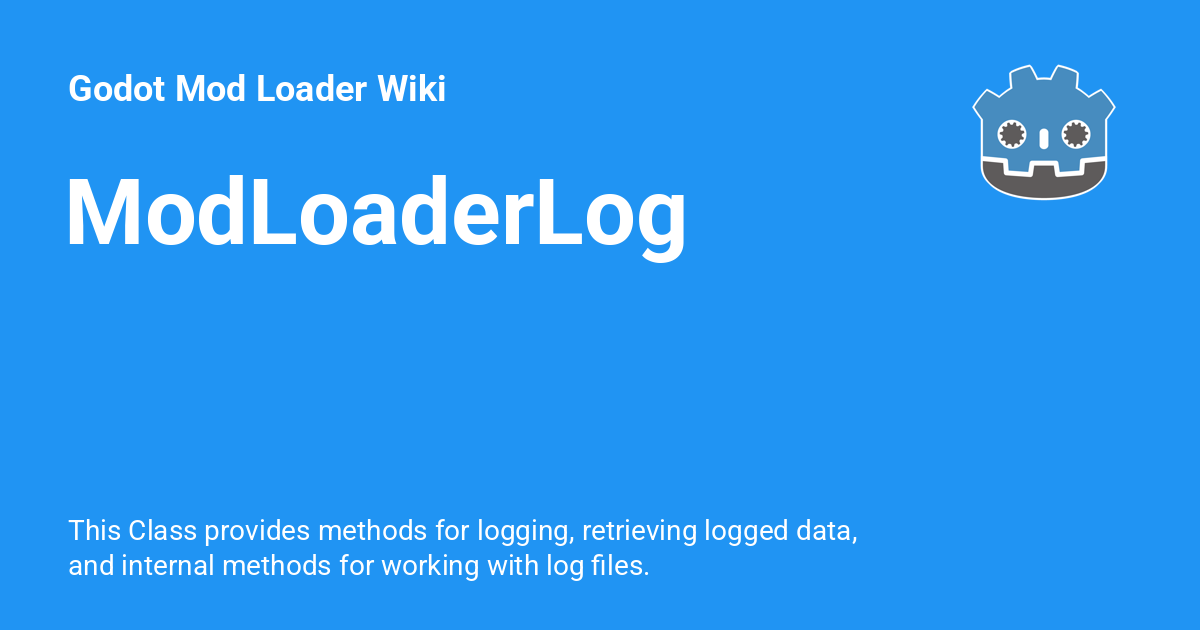 Godot Mod Loader Wiki
ModLoaderLog
This Class provides methods for logging, retrieving logged data,
and internal methods for working with log files.